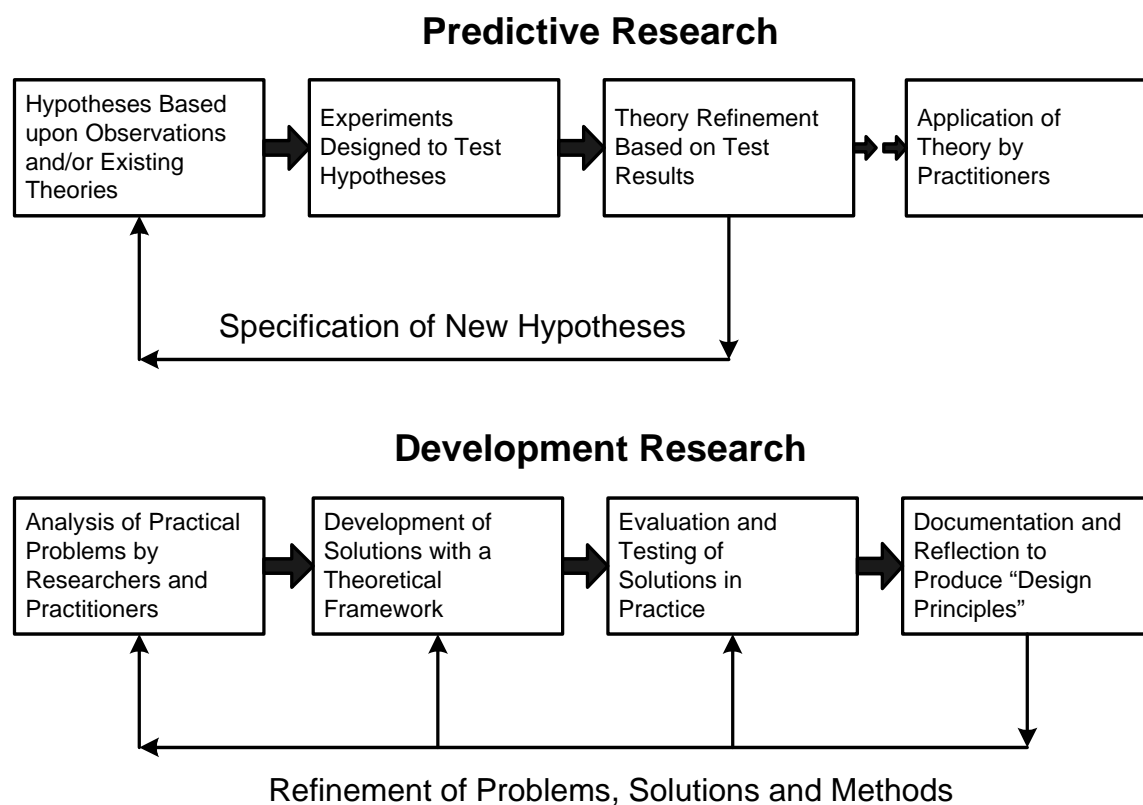 Predictive Research
Hypotheses Based
upon Observations
and/or Existing
Theories
Experiments
Designed to Test
Hypotheses
Theory Refinement
Based on Test
Results
Application of
Theory by
Practitioners
Specification of New Hypotheses
Development Research
Analysis of Practical
Problems by
Researchers and
Practitioners
Development of
Solutions with a
Theoretical
Framework
Evaluation and
Testing of
Solutions in
Practice
Documentation and
Reflection to
Produce “Design
Principles”
Refinement of Problems, Solutions and Methods